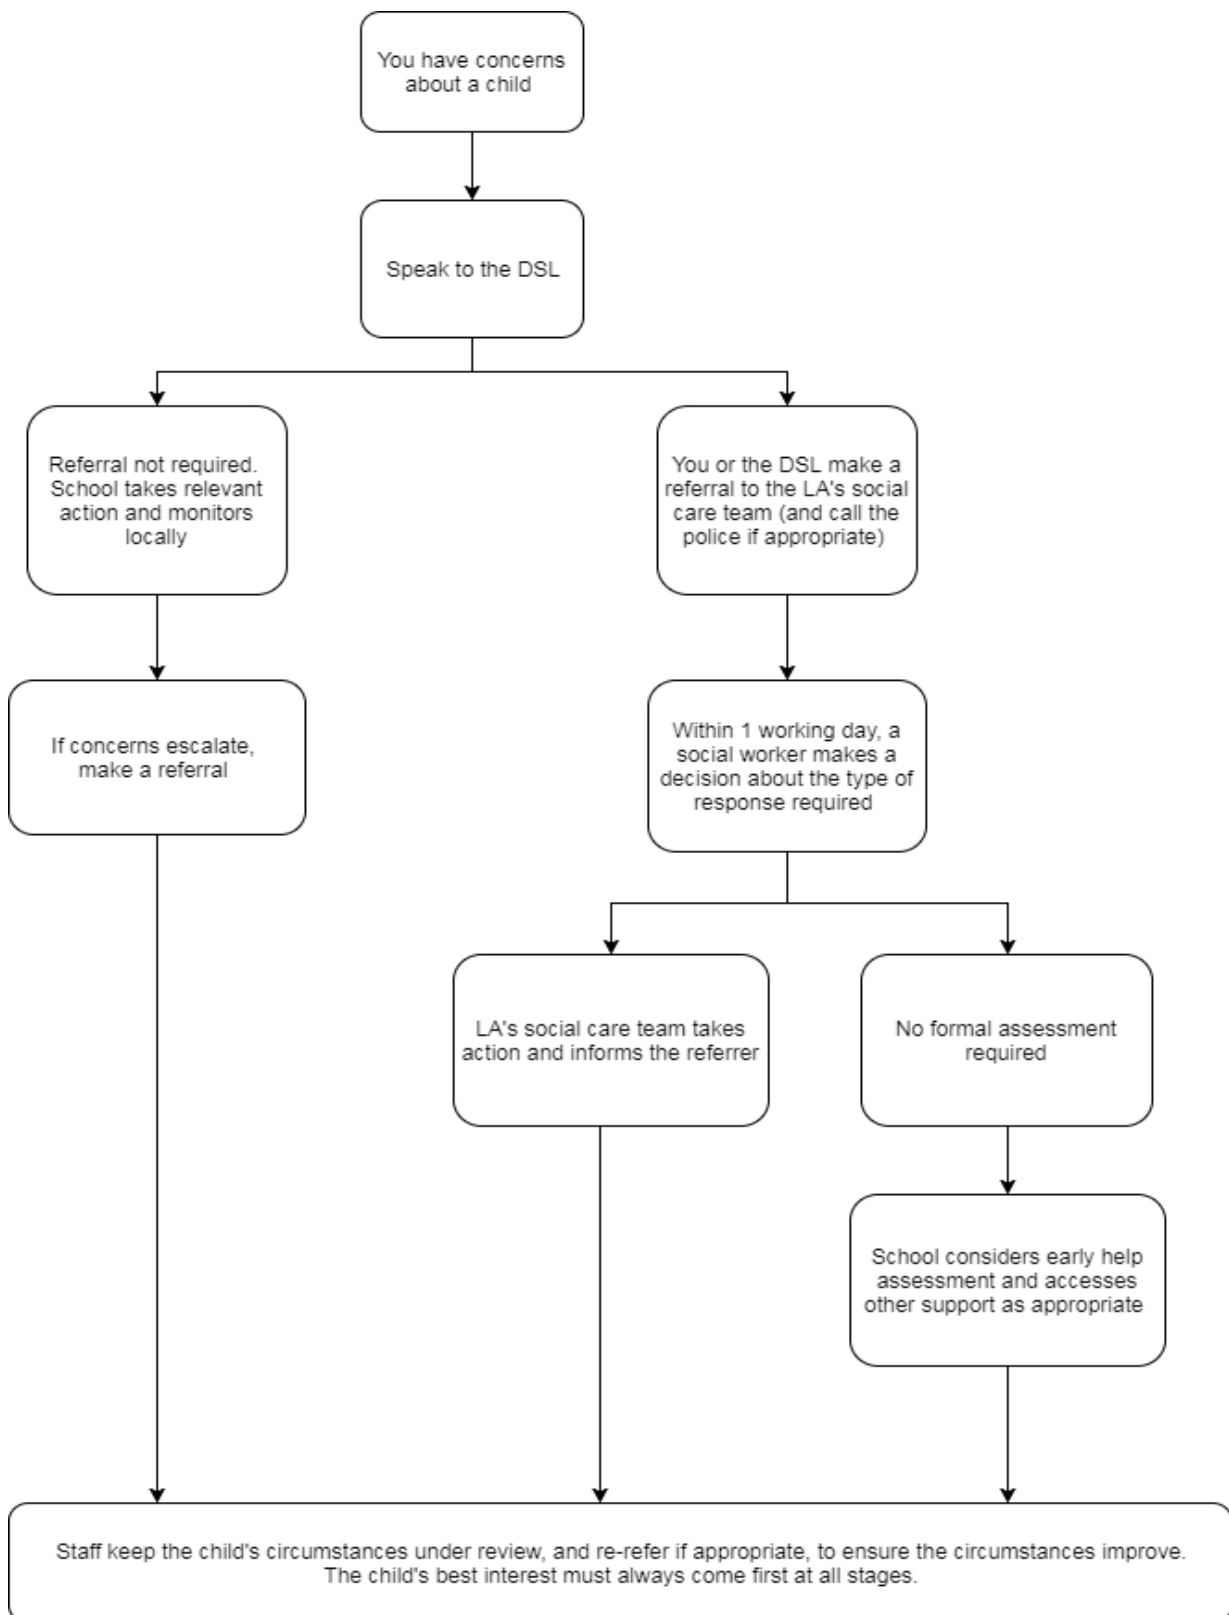 You have concerns
about a child
Speak to the DSL
Referral not required.
School takes relevant
action and monitors
locally
You or the DSL make a
referral to the LA's social
care team (and call the
police if appropriate)
If concerns escalate,
make a referral
Within 1 working day, a
social worker makes a
decision about the type of
response required
LA's social care team takes
action and informs the referrer
No formal assessment
required
School considers early help
assessment and accesses
other support as appropriate
Staff keep the child's circumstances under review, and re-refer if appropriate, to ensure the circumstances improve.
The child's best interest must always come first at all stages.